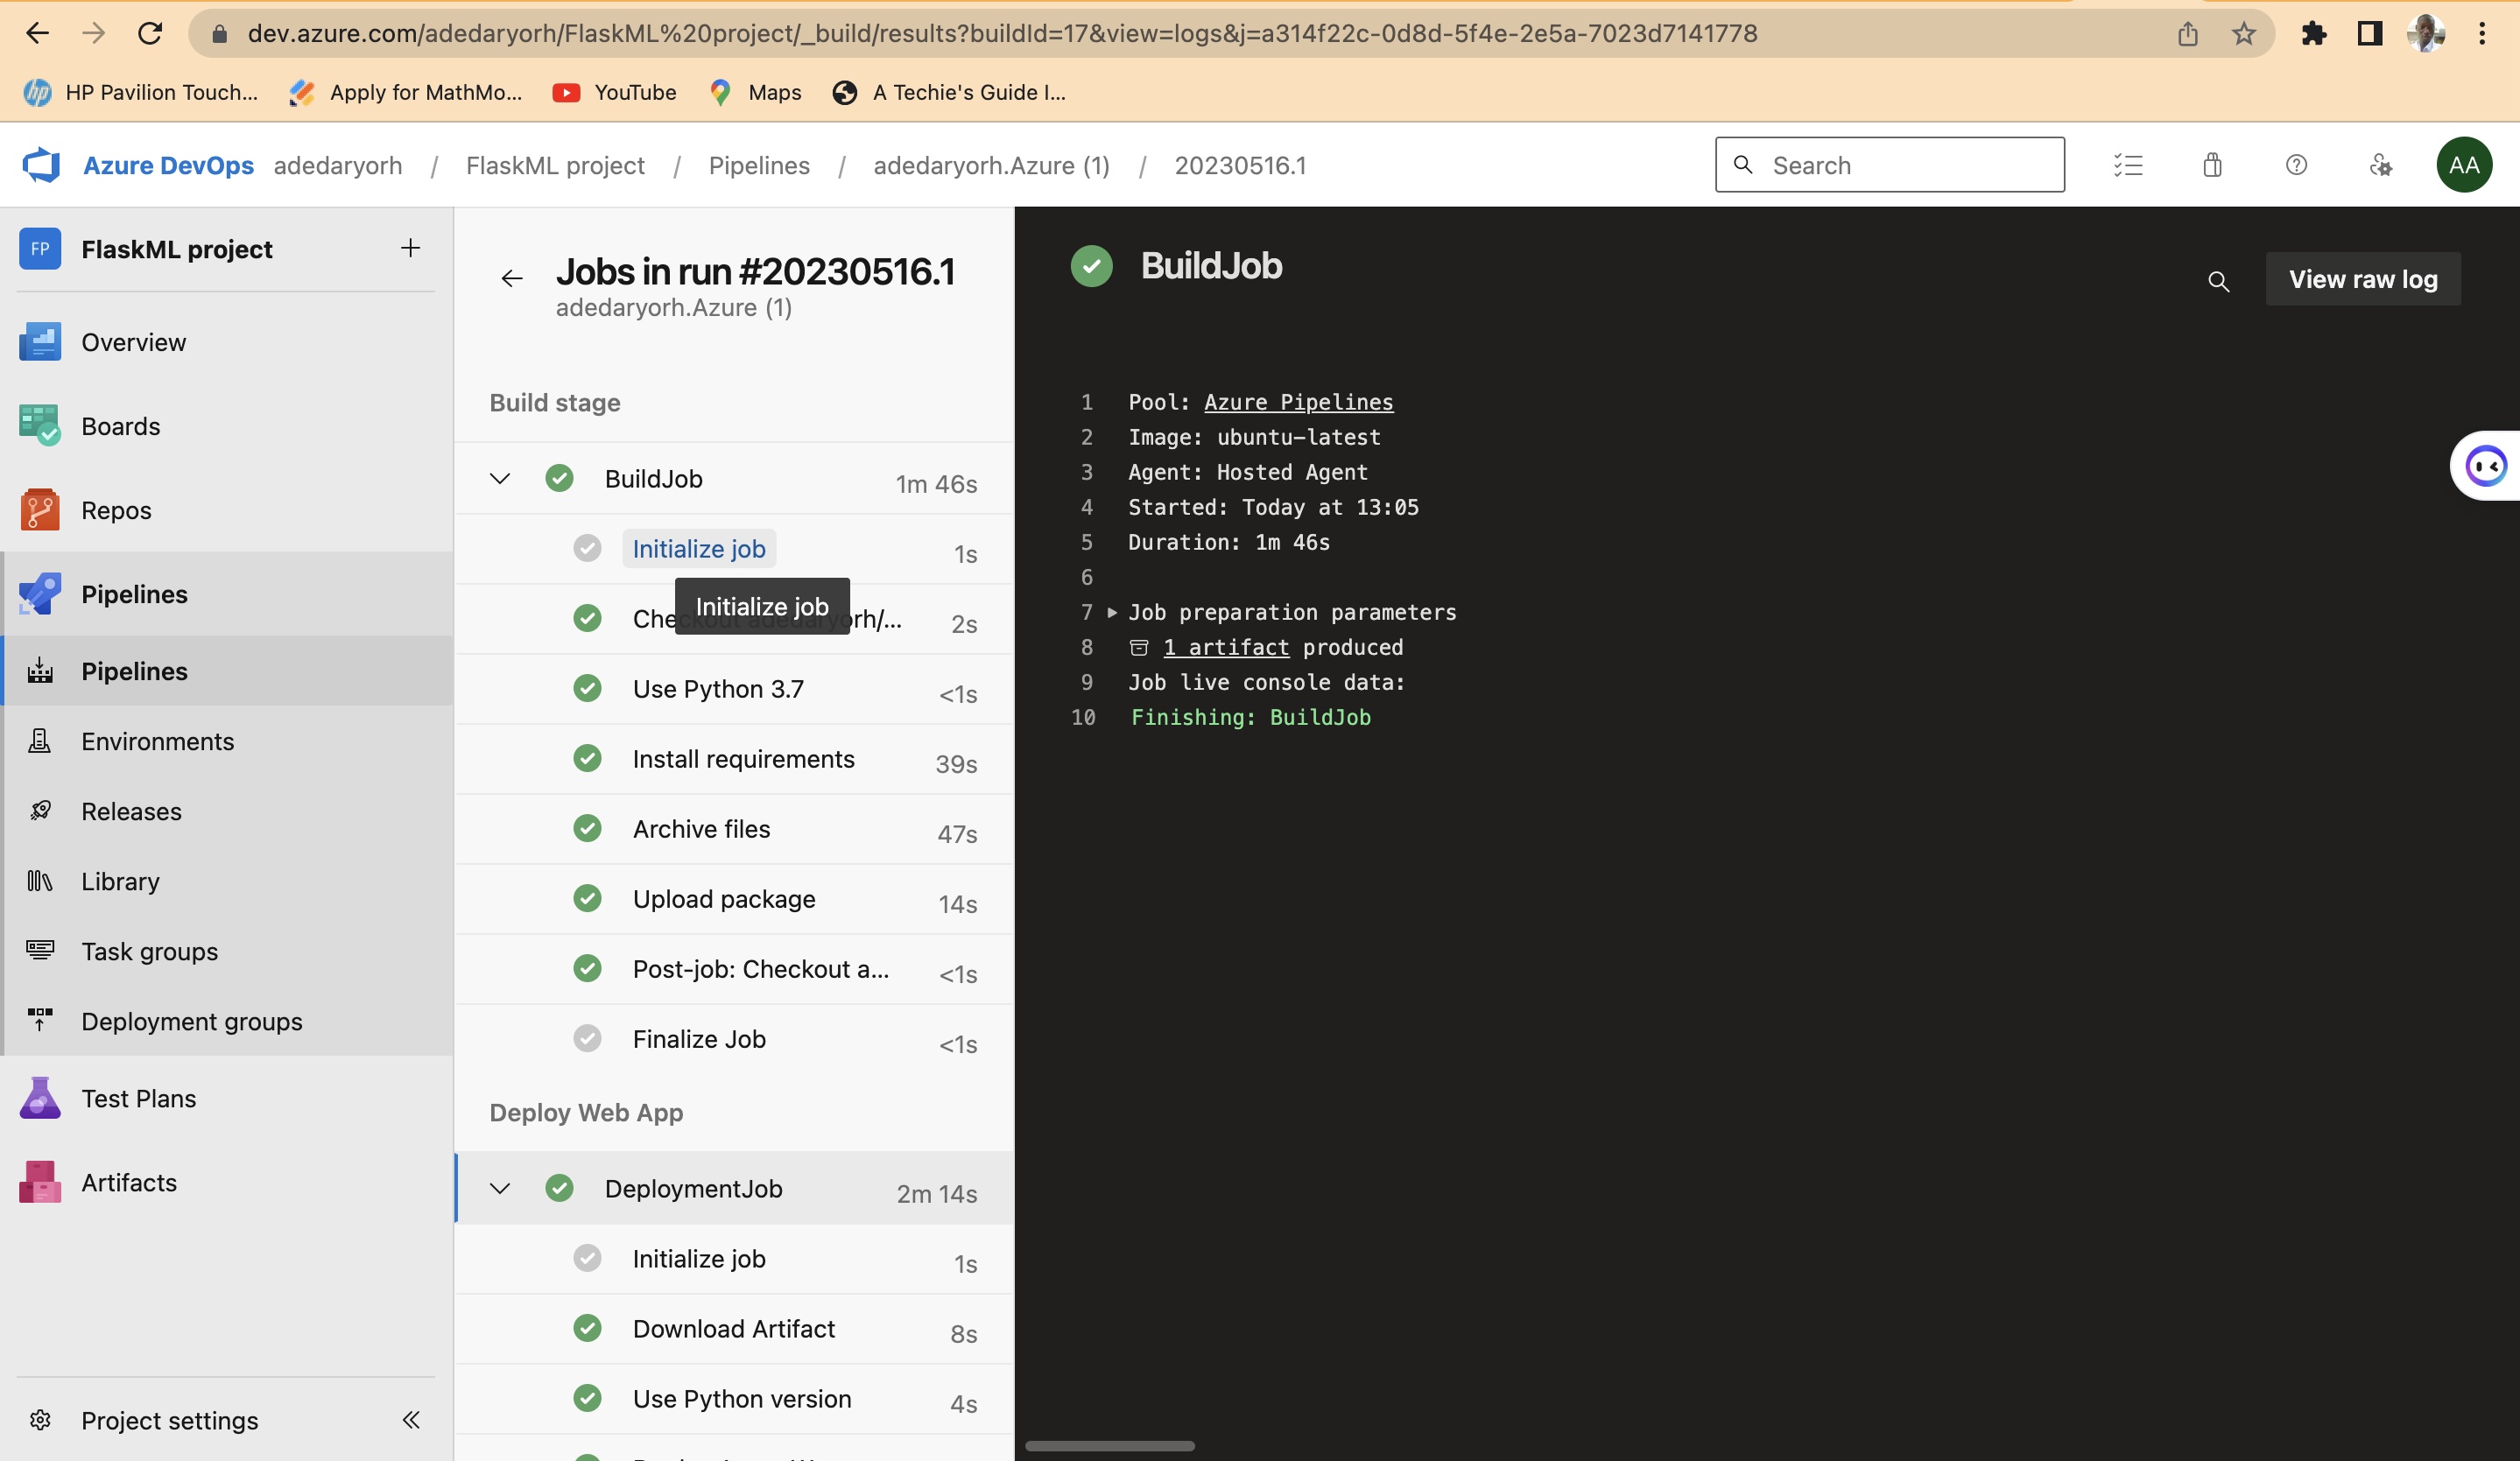 dev.azure.com/adedaryorh/FlaskML%20project/_build/results?buildId=17&view=logs&j=a314f22c-0d8d-5f4e-2e5a-7023d7141778
HP Pavilion Touch... Apply for MathMo... YouTube Maps A Techie's Guide I...
Azure DevOps adedaryorh / FlaskML project / Pipelines / adedaryorh.Azure (1) / 20230516.1
Search
AA
FP FlaskML project
Overview
Boards
Repos
Pipelines
Pipelines
Environments
Releases
Library
Task groups
Deployment groups
Test Plans
Artifacts
Project settings
Jobs in run #20230516.1
adedaryorh.Azure (1)
Build stage
BuildJob 1m 46s
Initialize job 1s
Initialize job
Checkout adedaryorh/... 2s
Use Python 3.7 <1s
Install requirements 39s
Archive files 47s
Upload package 14s
Post-job: Checkout a... <1s
Finalize Job <1s
Deploy Web App
DeploymentJob 2m 14s
Initialize job 1s
Download Artifact 8s
Use Python version 4s
BuildJob
View raw log
1 Pool: Azure Pipelines
2 Image: ubuntu-latest
3 Agent: Hosted Agent
4 Started: Today at 13:05
5 Duration: 1m 46s
6
7 Job preparation parameters
8 1 artifact produced
9 Job live console data:
10 Finishing: BuildJob